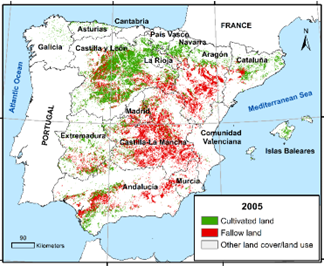 Cantabria
FRANCE
Asturias
País Vasco
Navarra
N
Galicia
Castilla y León
La Rioja
Aragón
Cataluña
Atlantic Ocean
Madrid
Mediterranean Sea
PORTUGAL
Extremadura
Castilla-La Mancha
Comunidad
Valenciana
Islas Baleares
Murcia
Andalucía
2005
Cultivated land
Fallow land
Other land cover/land use
90
Kilometers